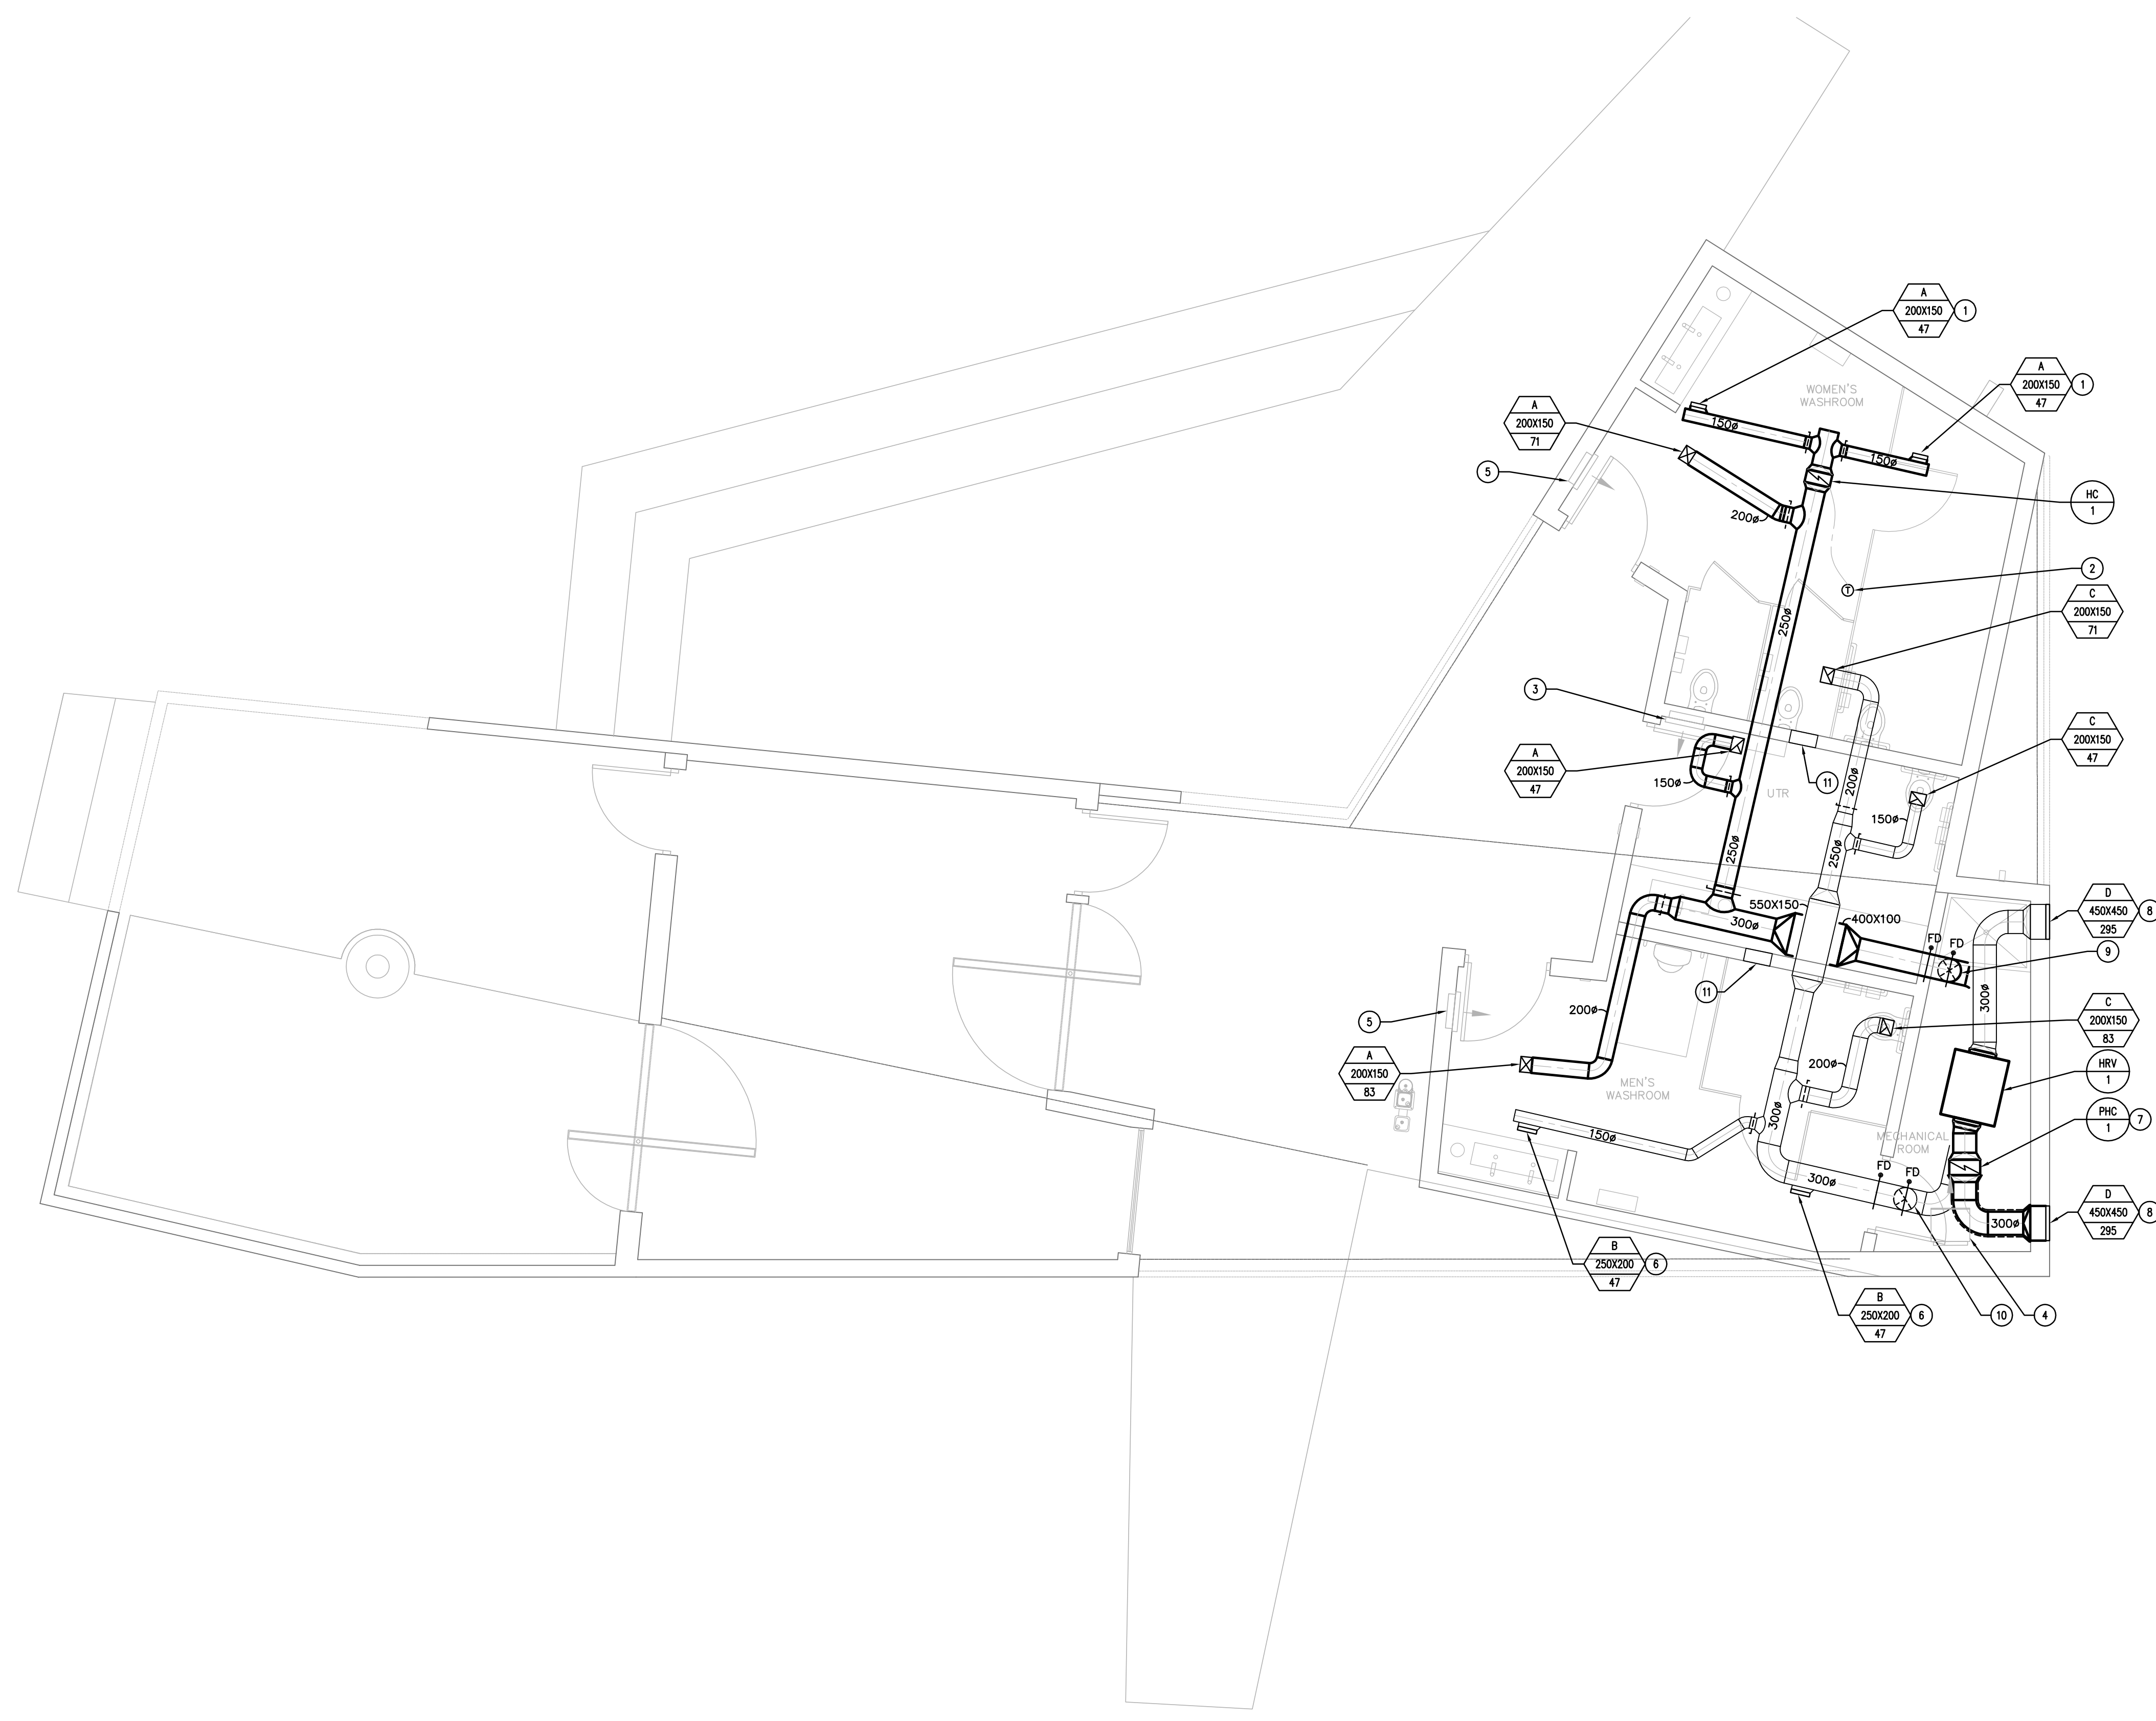 A
200X150
47
1
A
200X150
47
1
WOMEN'S
WASHROOM
A
200X150
71
150ø
150ø
5
200ø
HC
1
2
T
C
200X150
71
250ø
3
C
200X150
47
A
200X150
47
150ø
11
200ø
UTR
150ø
250ø
250ø
D
450X450
295
8
550X150
400X100
300ø
FD
FD
9
11
300ø
200ø
5
C
200X150
83
A
200X150
83
MEN'S
WASHROOM
200ø
HRV
1
150ø
300ø
MECHANICAL
ROOM
PHC
1
7
FD
FD
300ø
300ø
D
450X450
295
8
B
250X200
47
6
B
250X200
47
6
10
4